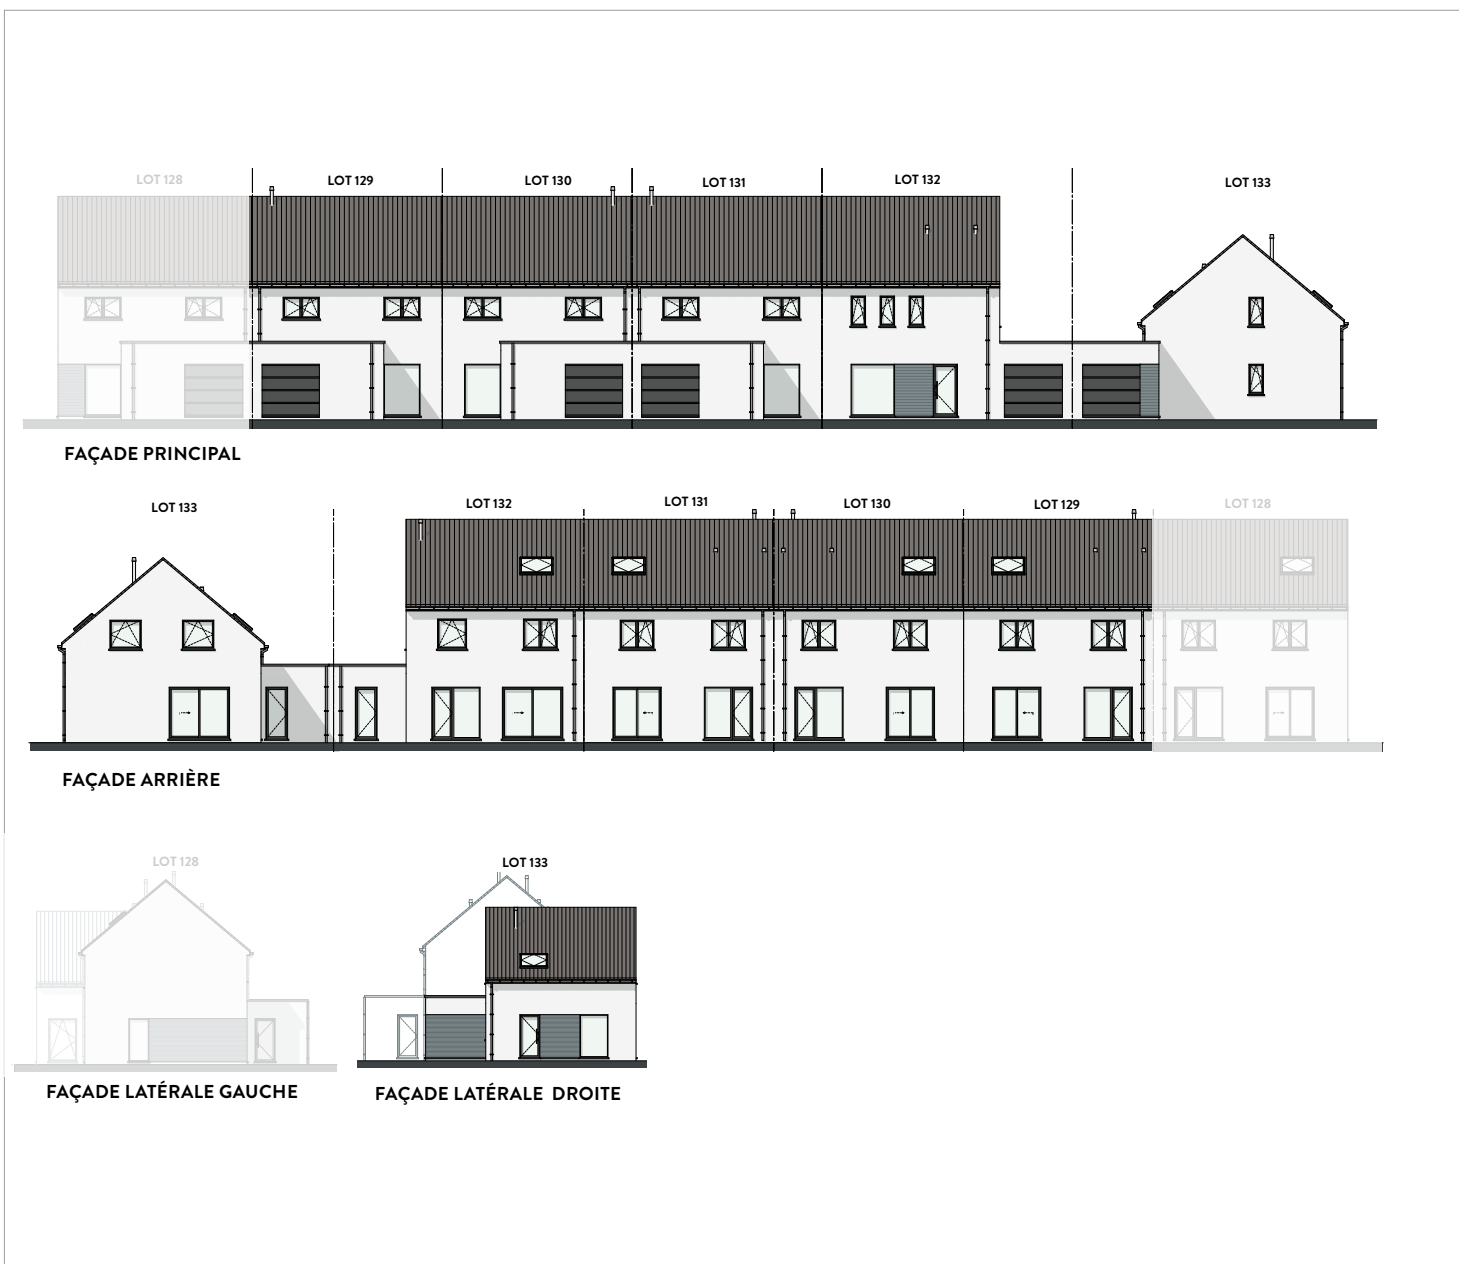 LOT 128
LOT 129
LOT 130
LOT 131
LOT 132
LOT 133
FAÇADE PRINCIPAL
LOT 133
LOT 132
LOT 131
LOT 130
LOT 129
LOT 128
FAÇADE ARRIÈRE
LOT 128
LOT 133
FAÇADE LATÉRALE GAUCHE
FAÇADE LATÉRALE DROITE